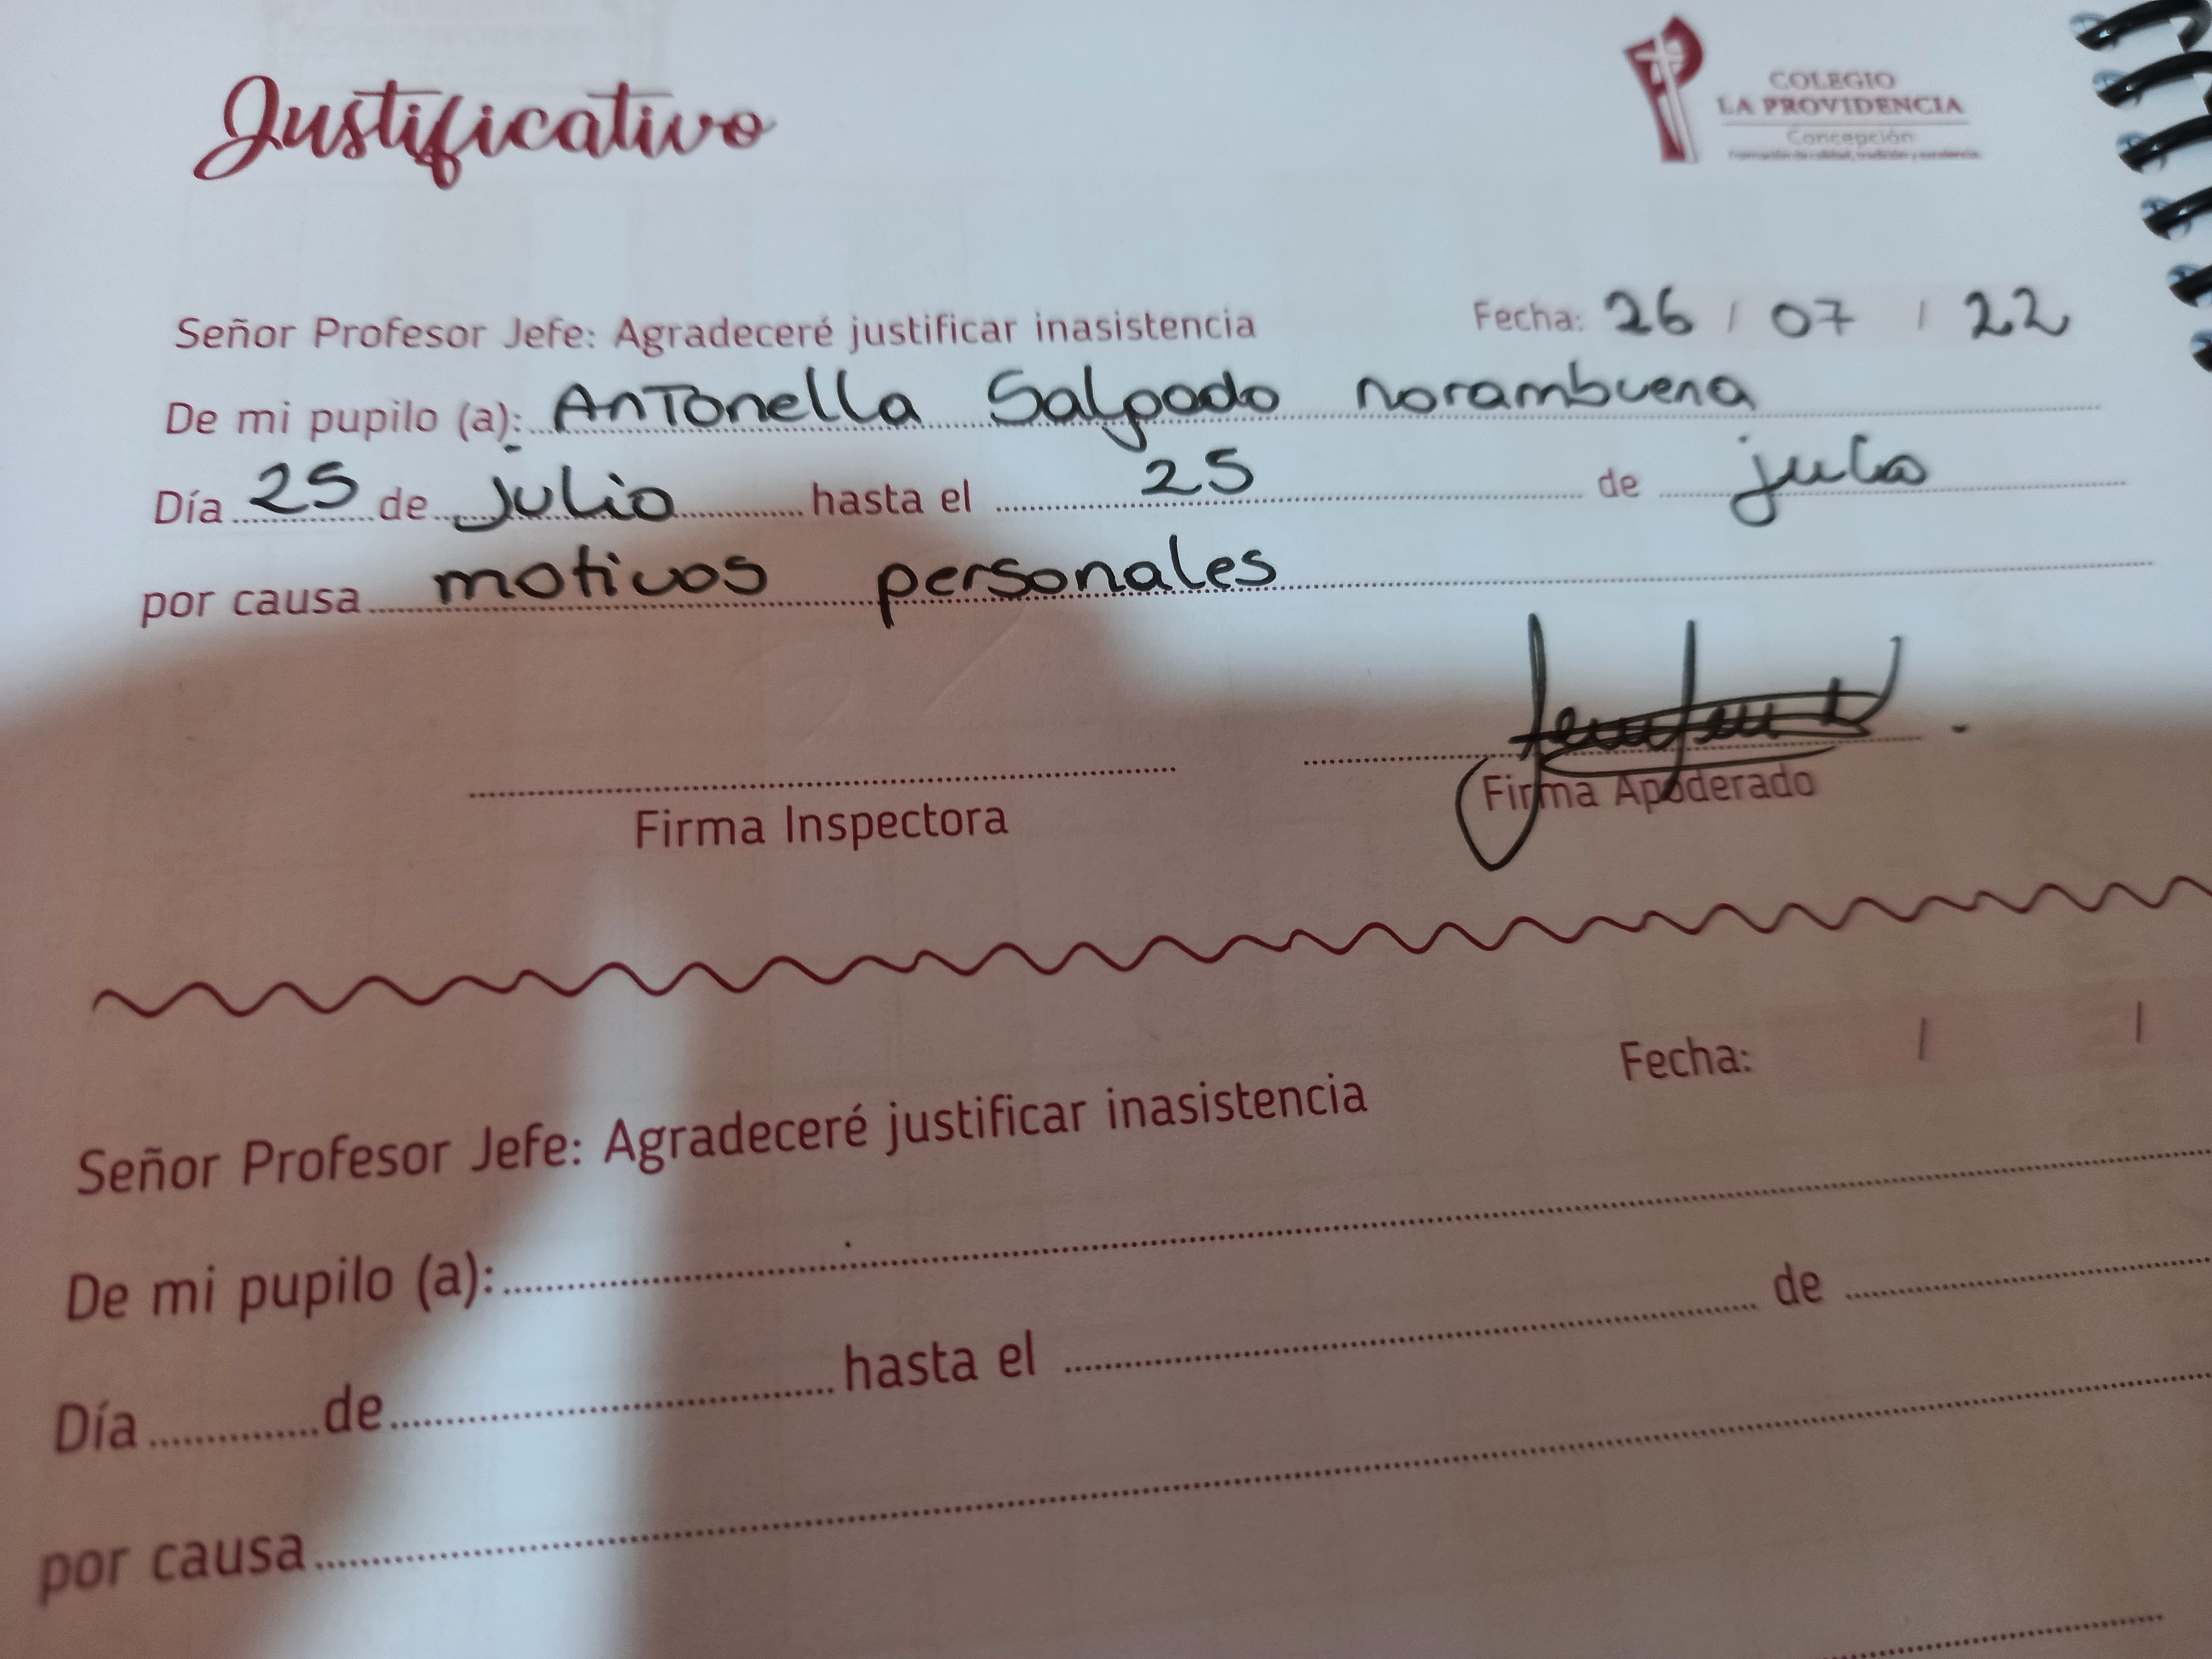 Justificativo
COLEGIO
LA PROVIDENCIA
Concepción
Señor Profesor Jefe: Agradeceré justificar inasistencia
Fecha: 26 / 07 / 22
De mi pupilo (a): Antonella Salgado norambuena
Día 25 de julio hasta el 25 de julio
por causa motivos personales
Firma Inspectora
Firma Apoderado
Fecha: / /
Señor Profesor Jefe: Agradeceré justificar inasistencia
De mi pupilo (a):
Día de hasta el de
por causa